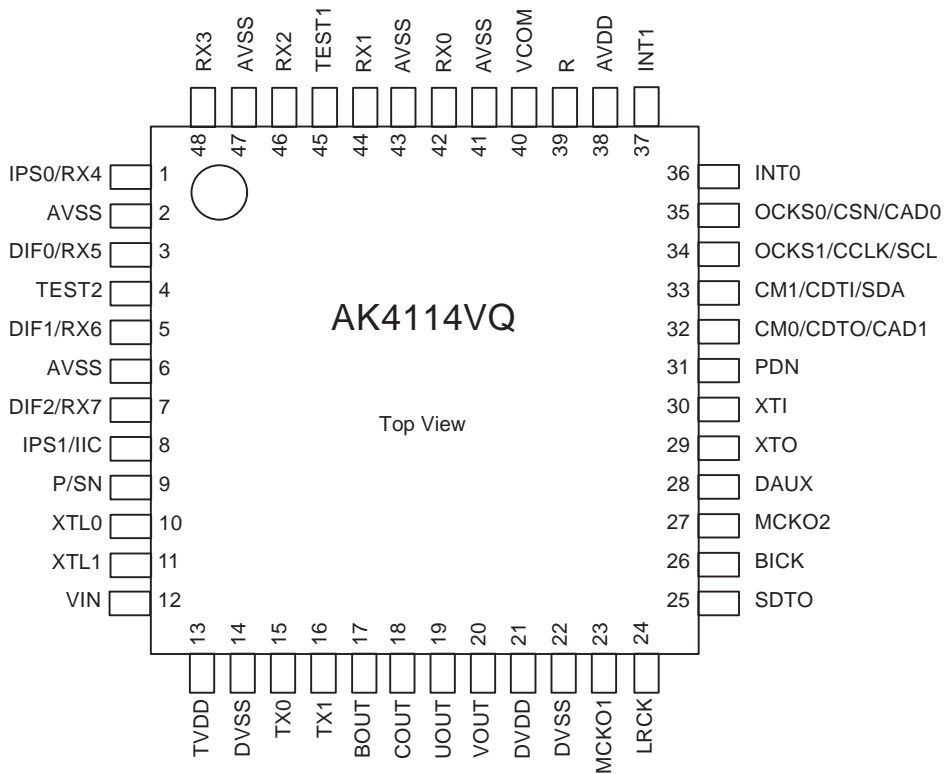 RX3 AVSS RX2 TEST1 RX1 AVSS RX0 AVSS VCOM R AVDD INT1
48 47 46 45 44 43 42 41 40 39 38 37
IPS0/RX4 1 36 INT0
AVSS 2 35 OCKS0/CSN/CAD0
DIF0/RX5 3 34 OCKS1/CCLK/SCL
TEST2 4 33 CM1/CDTI/SDA
AK4114VQ
DIF1/RX6 5 32 CM0/CDTO/CAD1
AVSS 6 31 PDN
DIF2/RX7 7 30 XTI
Top View
IPS1/IIC 8 29 XTO
P/SN 9 28 DAUX
XTL0 10 27 MCKO2
XTL1 11 26 BICK
VIN 12 25 SDTO
13 14 15 16 17 18 19 20 21 22 23 24
TVDD DVSS TX0 TX1 BOUT COUT UOUT VOUT DVDD DVSS MCKO1 LRCK